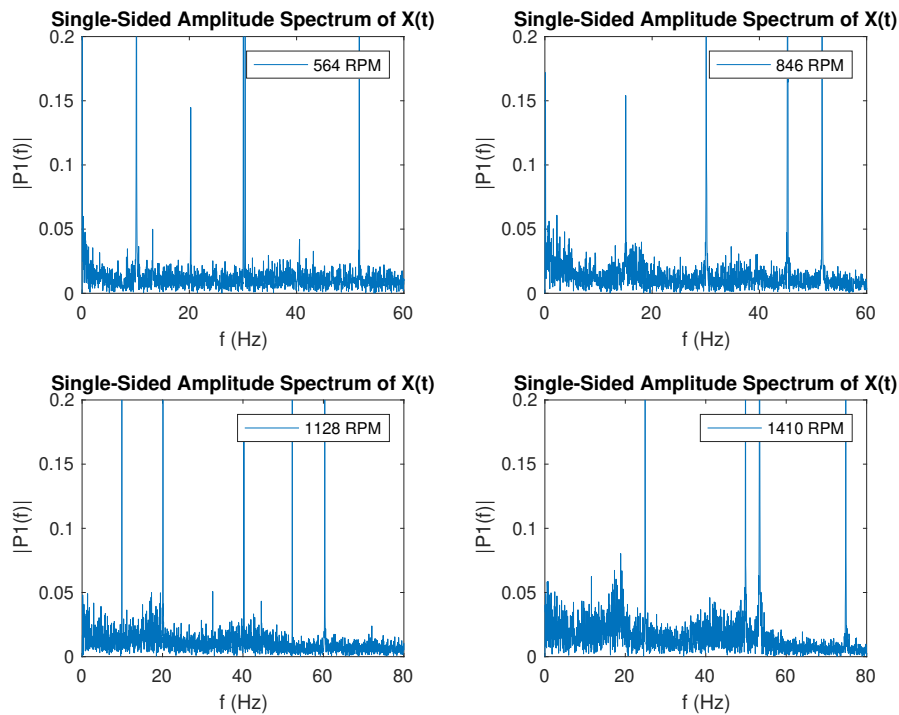 Single-Sided Amplitude Spectrum of X(t)
0.2
0.15
0.1
0.05
0
|P1(f)|
564 RPM
0 20 40 60
f (Hz)
Single-Sided Amplitude Spectrum of X(t)
0.2
0.15
0.1
0.05
0
|P1(f)|
846 RPM
0 20 40 60
f (Hz)
Single-Sided Amplitude Spectrum of X(t)
0.2
0.15
0.1
0.05
0
|P1(f)|
1128 RPM
0 20 40 60 80
f (Hz)
Single-Sided Amplitude Spectrum of X(t)
0.2
0.15
0.1
0.05
0
|P1(f)|
1410 RPM
0 20 40 60 80
f (Hz)